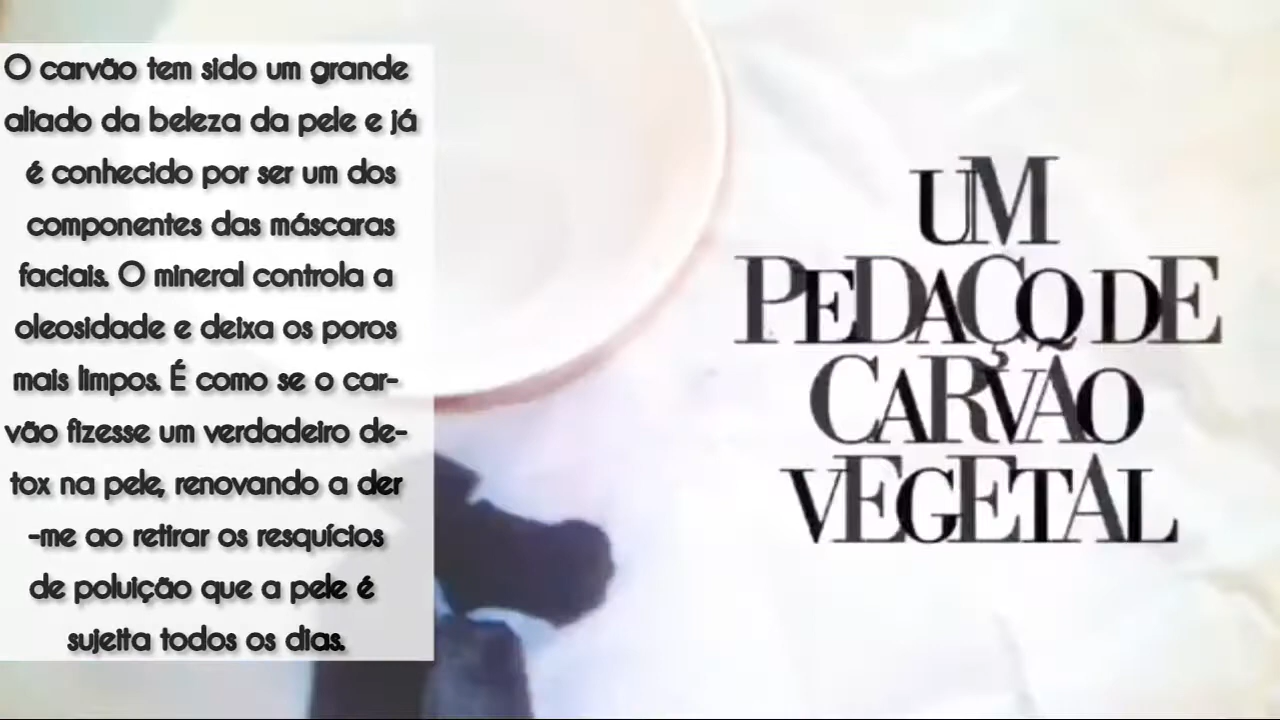 O carvão tem sido um grande
aliado da beleza da pele e já
é conhecido por ser um dos
componentes das máscaras
faciais. O mineral controla a
oleosidade e deixa os poros
mais limpos. É como se o car-
vão fizesse um verdadeiro de-
tox na pele, renovando a der
-me ao retirar os resquícios
de poluição que a pele é
sujeita todos os dias.
UM
PEDAÇO DE
CARVÃO
VEGETAL